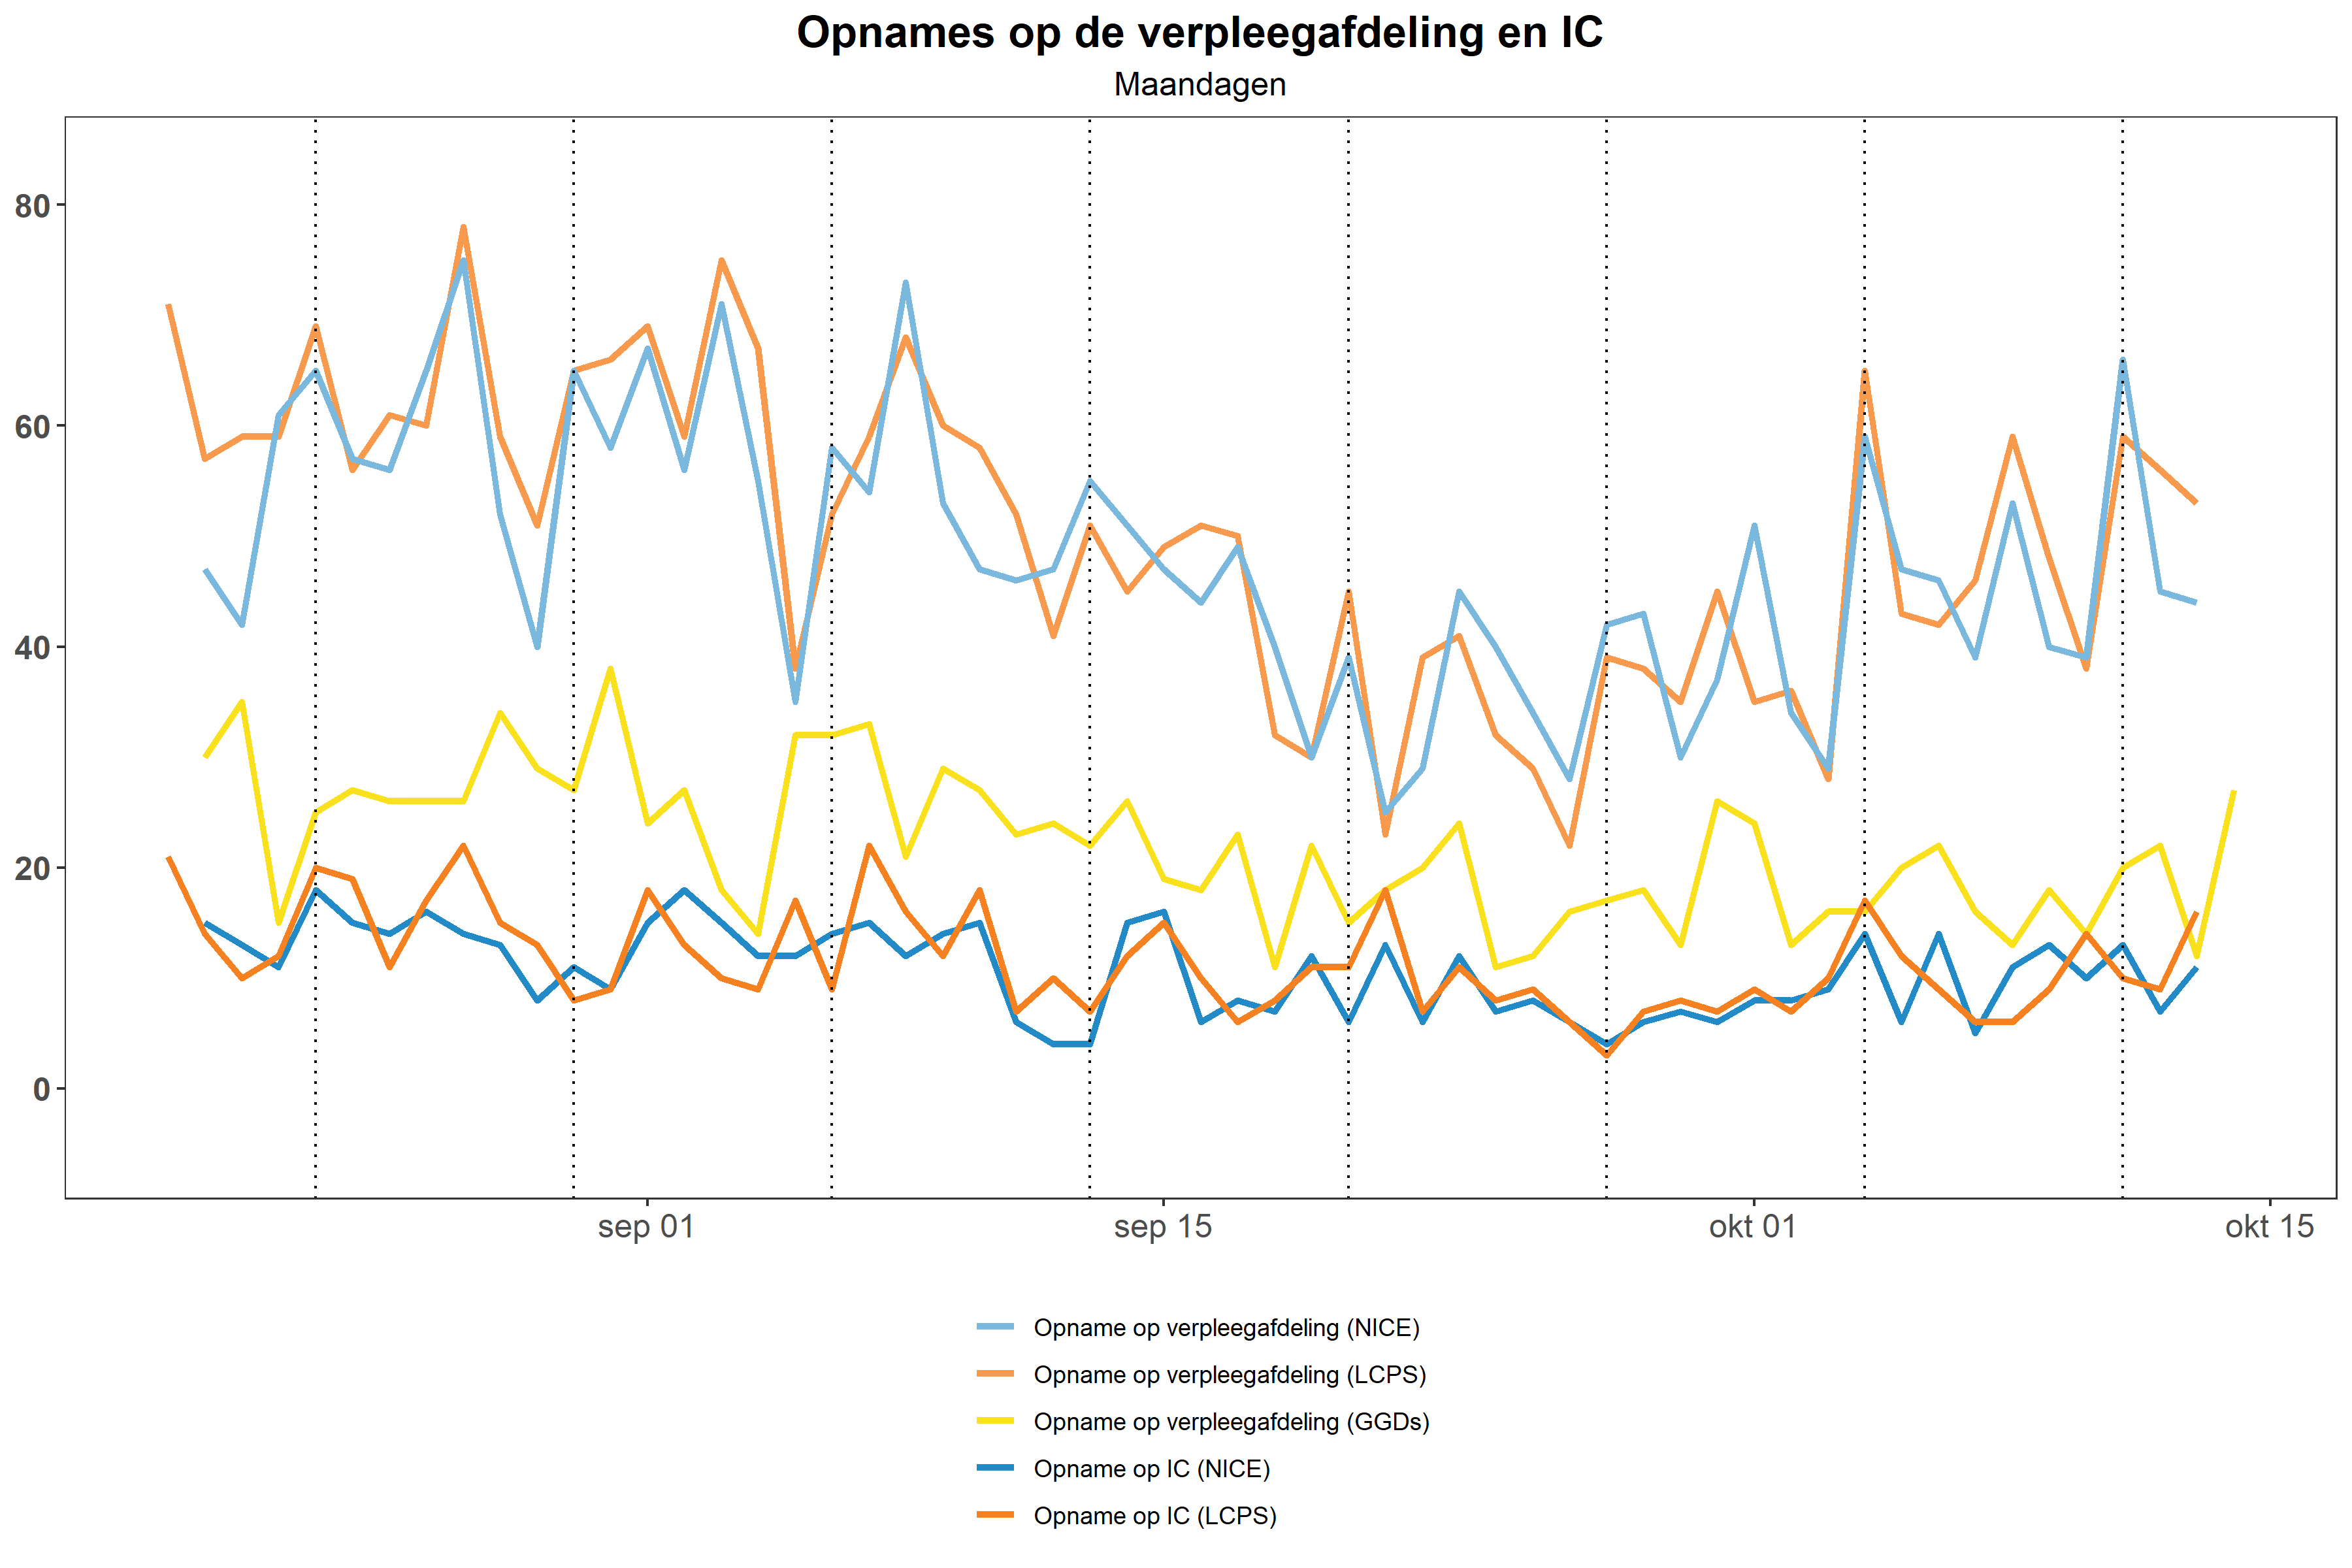 Opnames op de verpleegafdeling en IC
Maandagen
80
60
40
20
0
sep 01 sep 15 okt 01 okt 15
Opname op verpleegafdeling (NICE)
Opname op verpleegafdeling (LCPS)
Opname op verpleegafdeling (GGDs)
Opname op IC (NICE)
Opname op IC (LCPS)